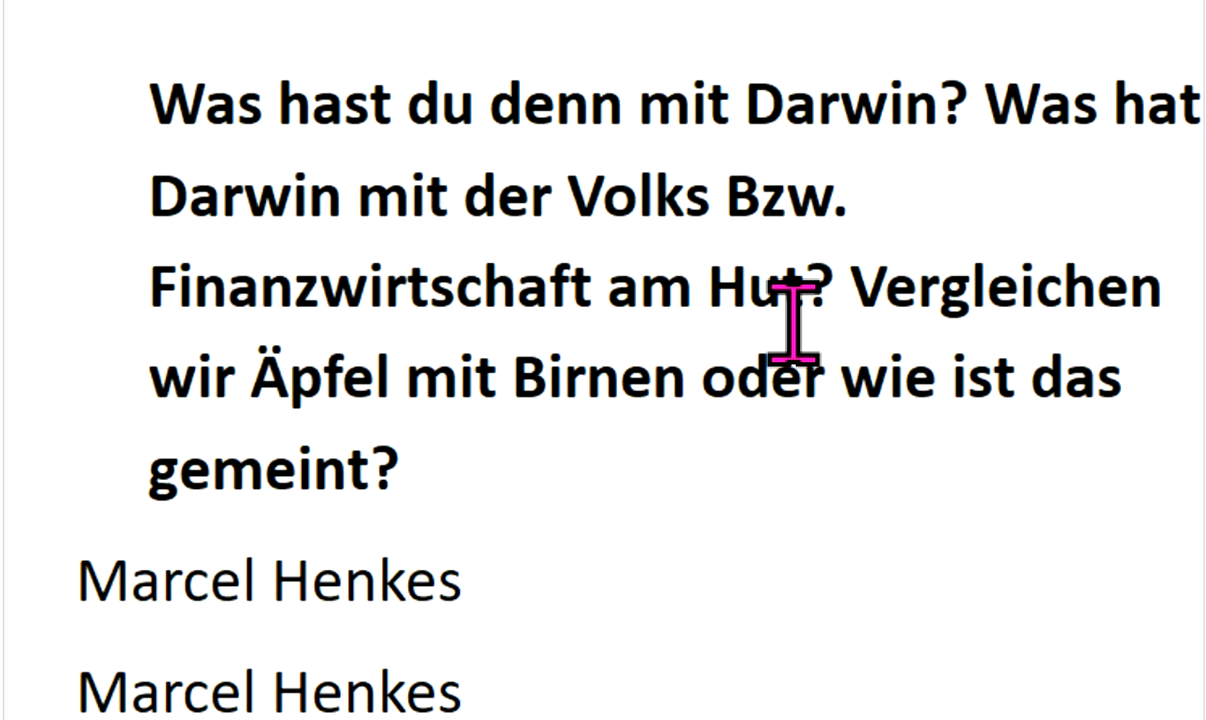 Was hast du denn mit Darwin? Was hat
Darwin mit der Volks Bzw.
Finanzwirtschaft am Hut? Vergleichen
wir Äpfel mit Birnen oder wie ist das
gemeint?
Marcel Henkes
Marcel Henkes